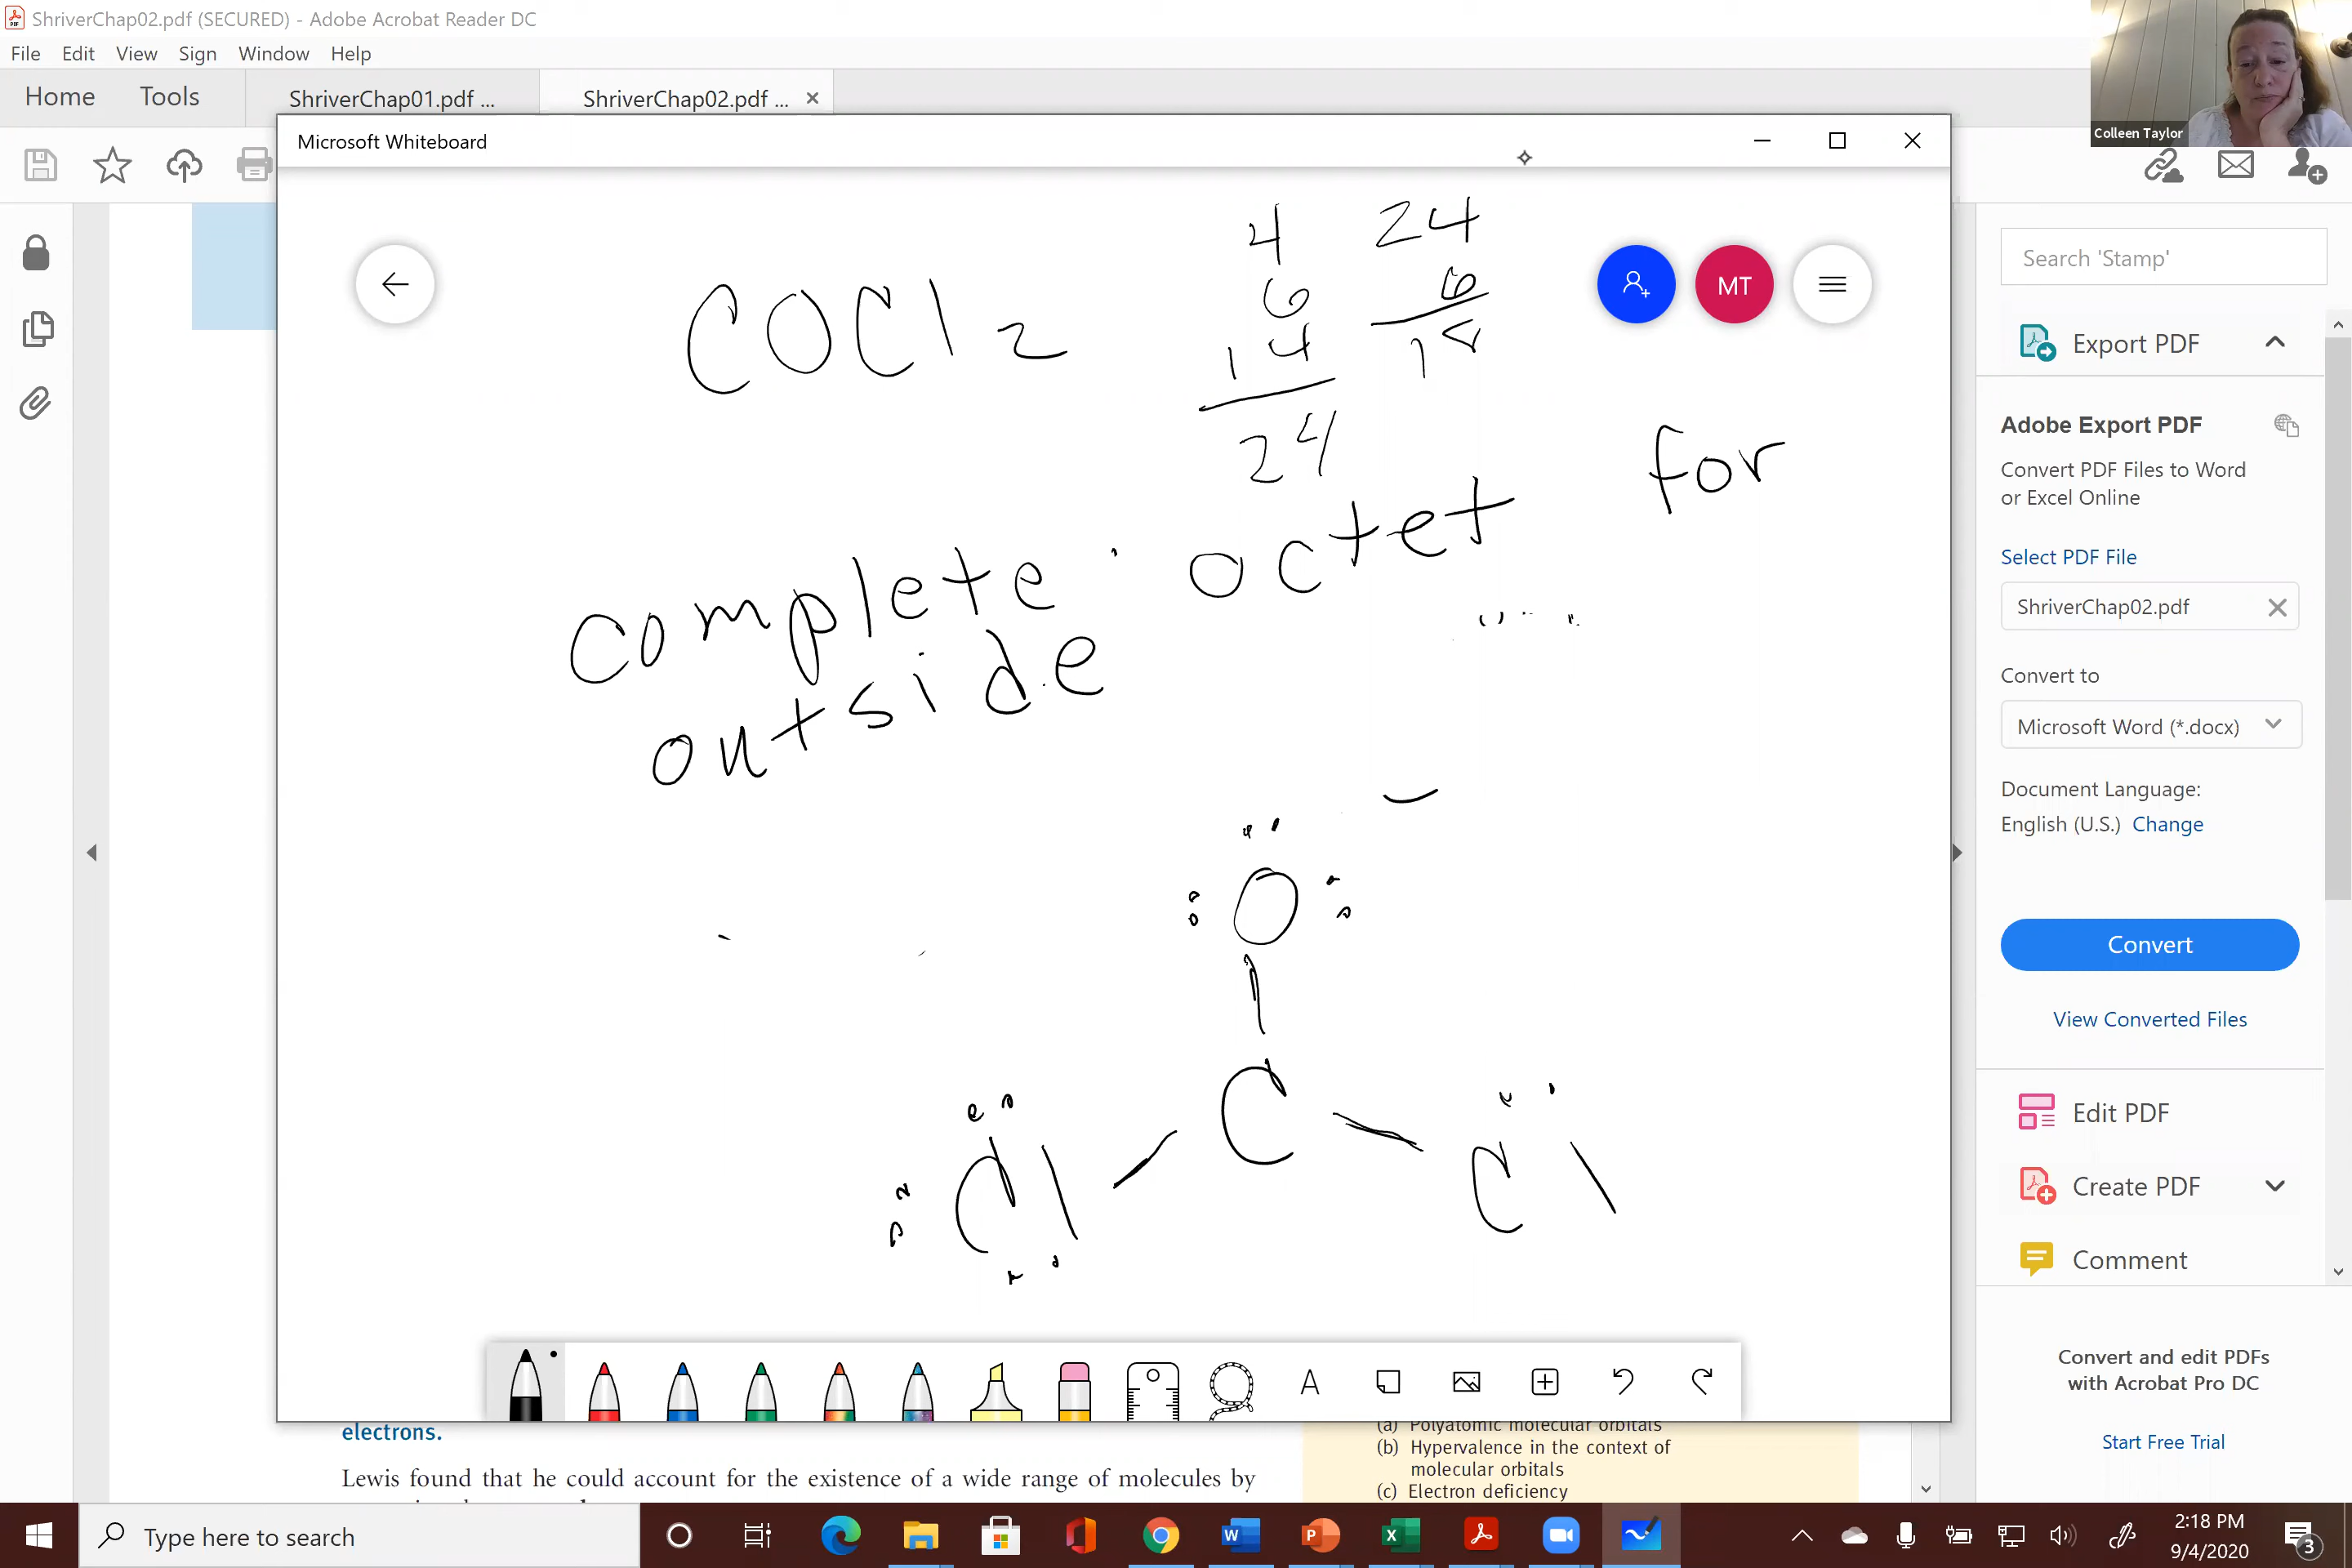 ShriverChap02.pdf (SECURED) - Adobe Acrobat Reader DC
File Edit View Sign Window Help
Home Tools ShriverChap01.pdf ... ShriverChap02.pdf ...
Colleen Taylor
Microsoft Whiteboard
MT
COCl2
4
6
14
24
24
6
18
complete octet for
outside
O
C
Cl
Cl
Search 'Stamp'
Export PDF
Adobe Export PDF
Convert PDF Files to Word
or Excel Online
Select PDF File
ShriverChap02.pdf
Convert to
Microsoft Word (*.docx)
Document Language:
English (U.S.) Change
Convert
View Converted Files
Edit PDF
Create PDF
Comment
Convert and edit PDFs
with Acrobat Pro DC
Start Free Trial
A
electrons.
Lewis found that he could account for the existence of a wide range of molecules by
(a) Polyatomic molecular orbitals
(b) Hypervalence in the context of
molecular orbitals
(c) Electron deficiency
Type here to search
2:18 PM
9/4/2020
3